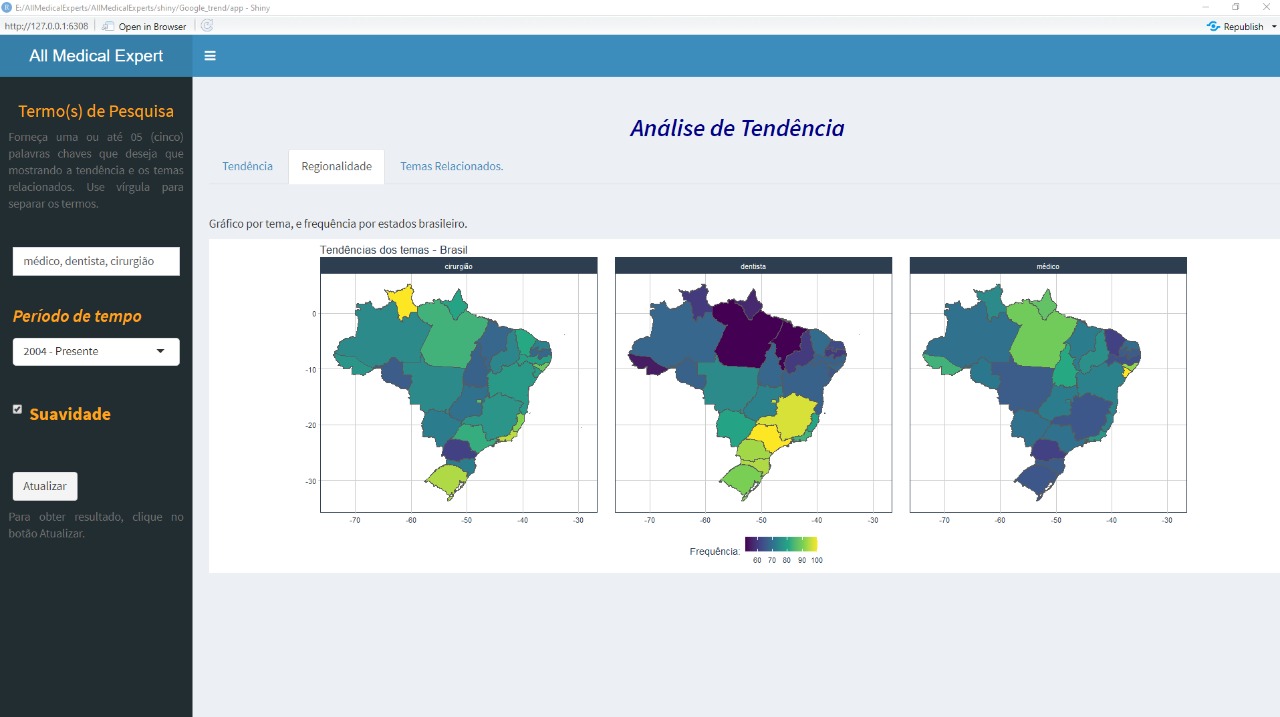 E:/AllMedicalExperts/AllMedicalExperts/shiny/Google_trend/app - Shiny
http://127.0.0.1:6308
Open in Browser
Republish
All Medical Expert
Termo(s) de Pesquisa
Forneça uma ou até 05 (cinco)
palavras chaves que deseja que
mostrando a tendência e os temas
relacionados. Use vírgula para
separar os termos.
médico, dentista, cirurgião
Período de tempo
2004 - Presente
Suavidade
Atualizar
Para obter resultado, clique no
botão Atualizar.
Análise de Tendência
Tendência
Regionalidade
Temas Relacionados.
Gráfico por tema, e frequência por estados brasileiro.
Tendências dos temas - Brasil
cirurgião
dentista
médico
0
-10
-20
-30
-70 -60 -50 -40 -30
-70 -60 -50 -40 -30
-70 -60 -50 -40 -30
Frequência:
60 70 80 90 100